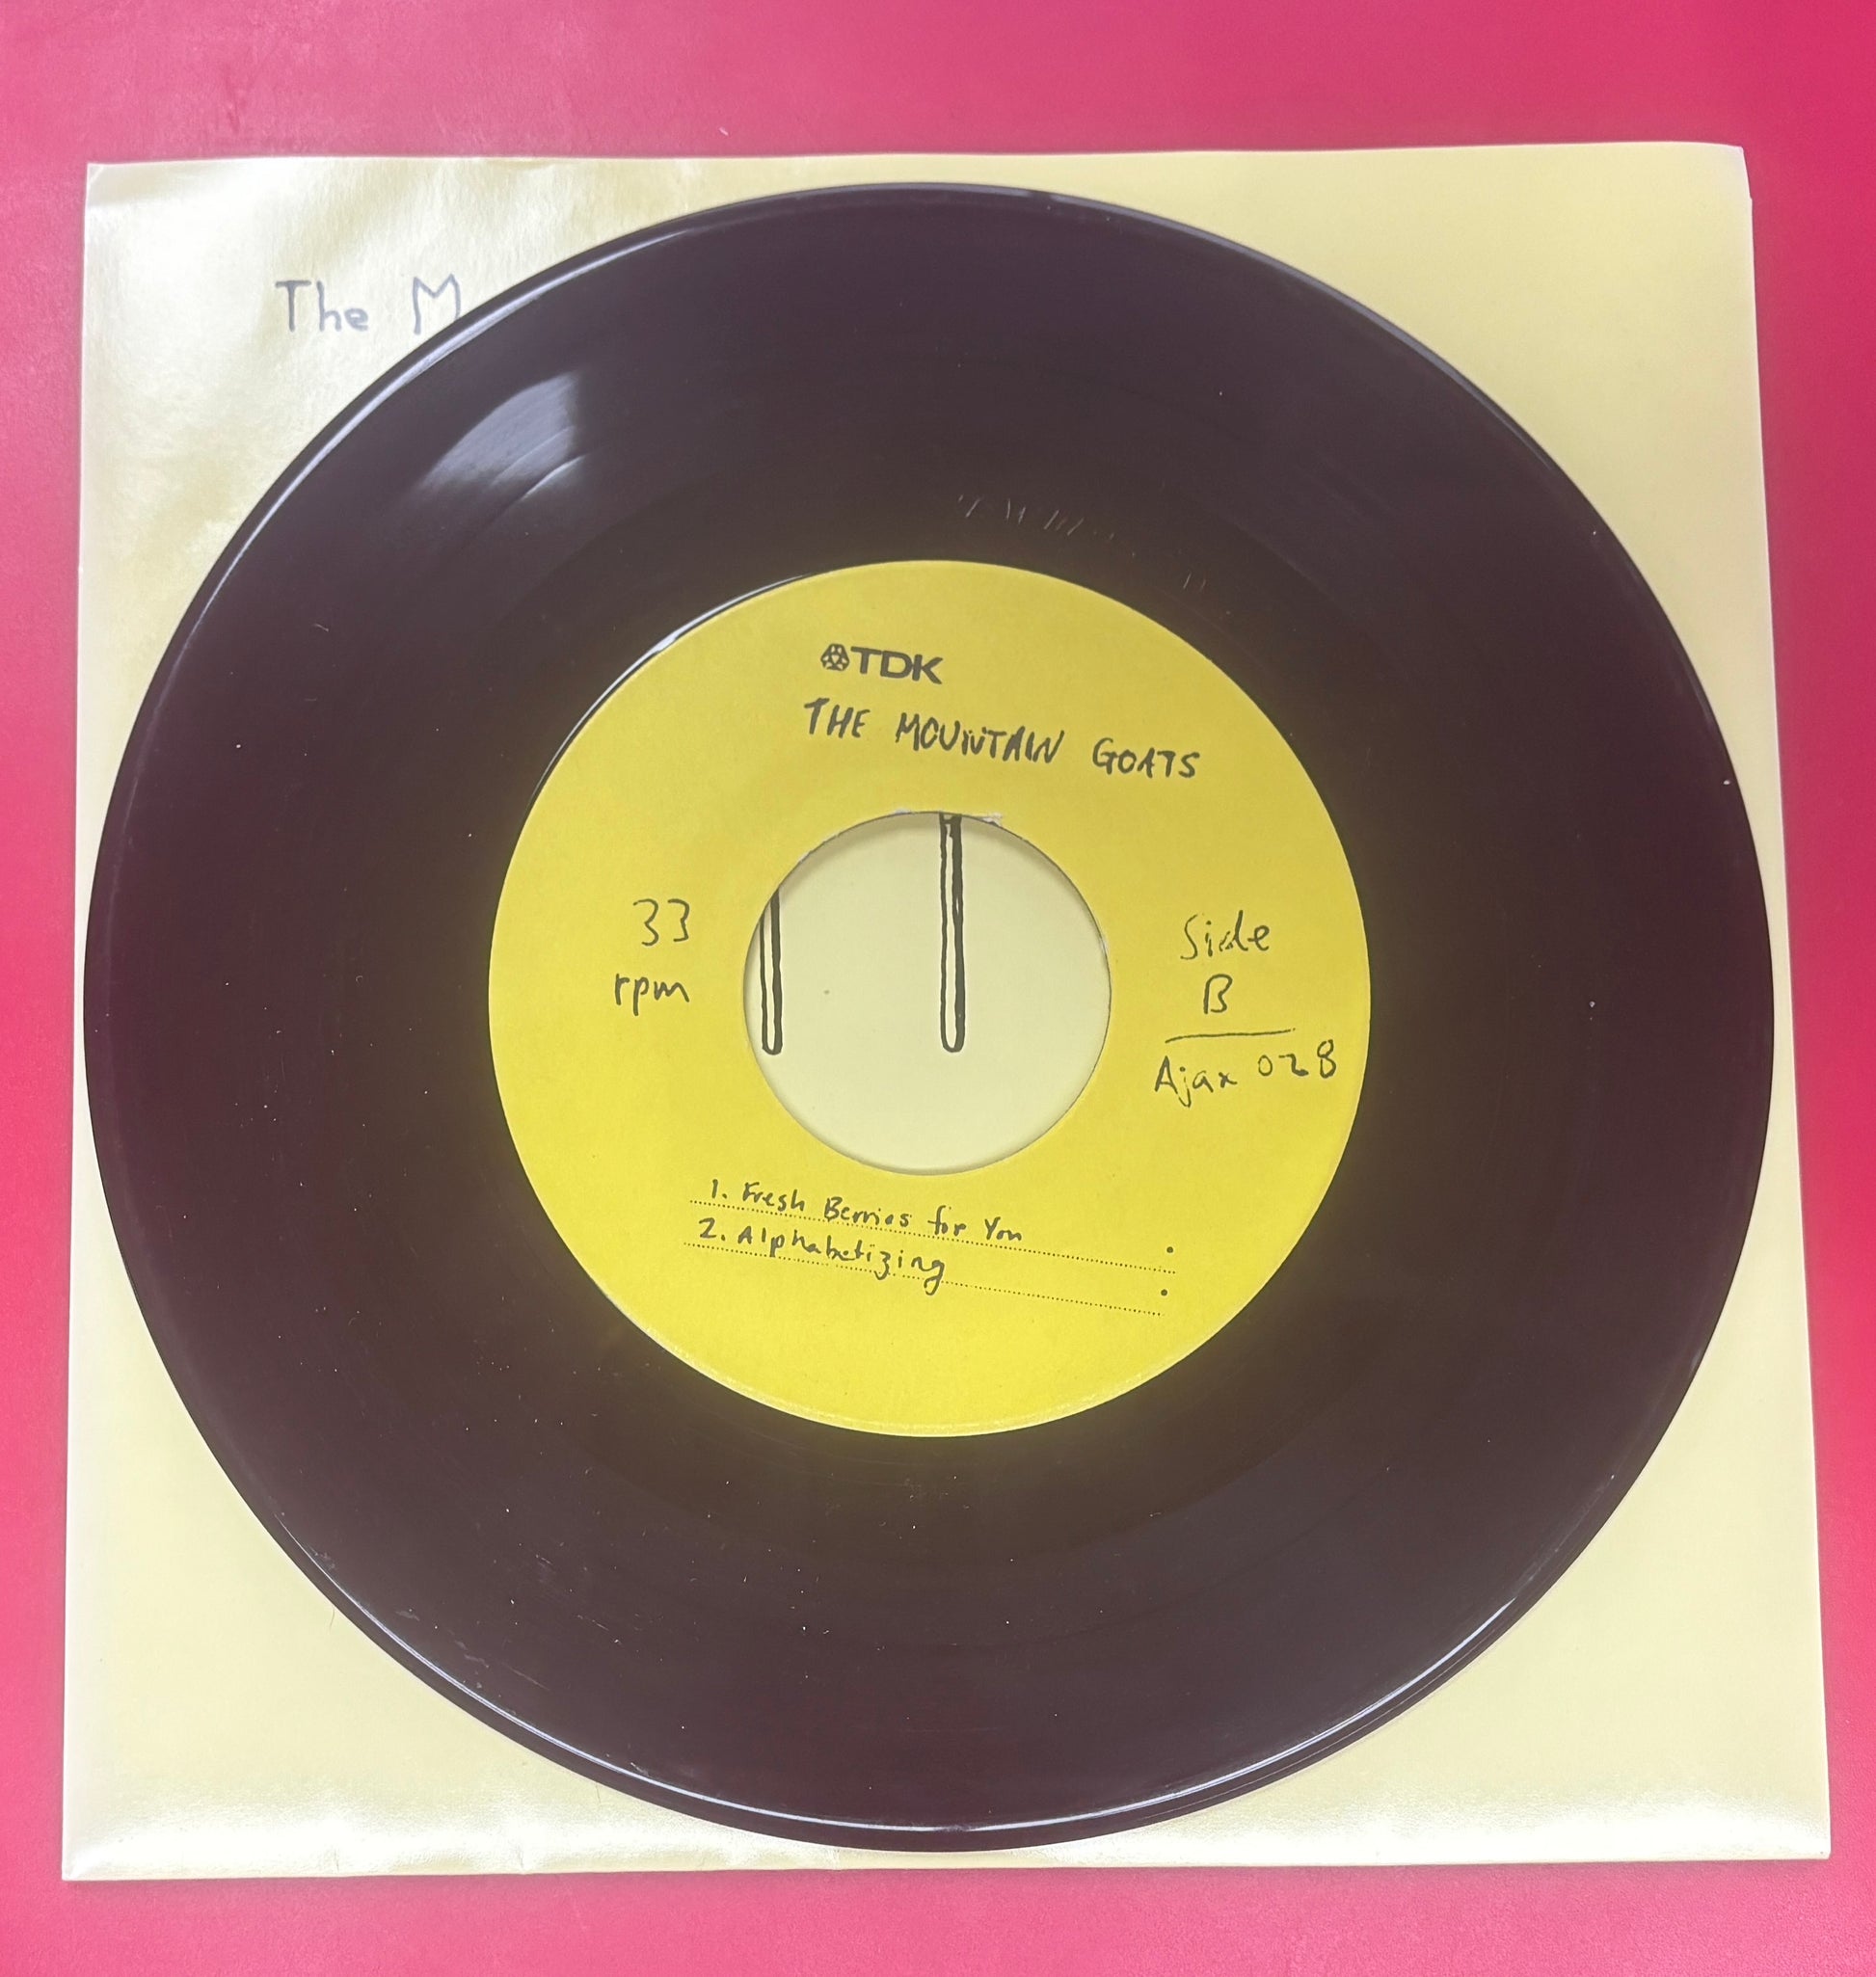 The M
TDK
THE MOUNTAIN GOATS
33
rpm
Side
B
Ajax 028
1. Fresh Berries for You
2. Alphabetizing